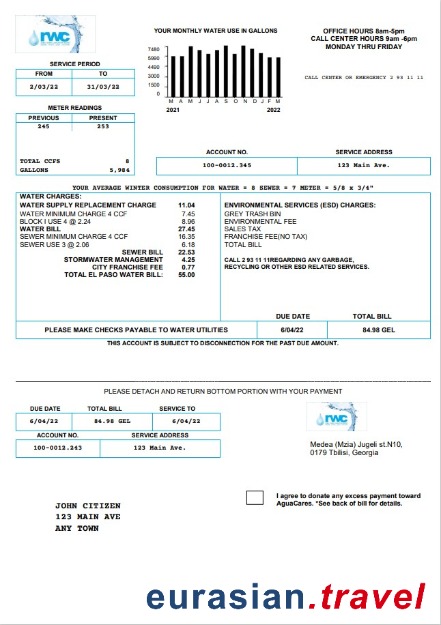 rwc
YOUR MONTHLY WATER USE IN GALLONS
OFFICE HOURS 8am-5pm
CALL CENTER HOURS 9am -6pm
MONDAY THRU FRIDAY
7480
5980
4400
3000
1600
0
M A M J J A S O N D J F M
2021 2022
CALL CENTER OR EMERGENCY 2 93 11 11
SERVICE PERIOD
FROM TO
2/03/22 31/03/22
METER READINGS
PREVIOUS PRESENT
245 253
TOTAL CCFS 8
GALLONS 5,984
ACCOUNT NO. SERVICE ADDRESS
100-0012.345 123 Main Ave.
YOUR AVERAGE WINTER CONSUMPTION FOR WATER = 8 SEWER = 7 METER = 5/8 x 3/4"
WATER CHARGES:
WATER SUPPLY REPLACEMENT CHARGE 11.04
WATER MINIMUM CHARGE 4 CCF 7.45
BLOCK I USE 4 @ 2.24 8.96
WATER BILL 27.45
SEWER MINIMUM CHARGE 4 CCF 16.35
SEWER USE 3 @ 2.06 6.18
SEWER BILL 22.53
STORMWATER MANAGEMENT 4.25
CITY FRANCHISE FEE 0.77
TOTAL EL PASO WATER BILL: 55.00
ENVIRONMENTAL SERVICES (ESD) CHARGES:
GREY TRASH BIN
ENVIRONMENTAL FEE
SALES TAX
FRANCHISE FEE(NO TAX)
TOTAL BILL
CALL 2 93 11 11REGARDING ANY GARBAGE,
RECYCLING OR OTHER ESD RELATED SERVICES.
DUE DATE TOTAL BILL
PLEASE MAKE CHECKS PAYABLE TO WATER UTILITIES 6/04/22 84.98 GEL
THIS ACCOUNT IS SUBJECT TO DISCONNECTION FOR THE PAST DUE AMOUNT.
PLEASE DETACH AND RETURN BOTTOM PORTION WITH YOUR PAYMENT
DUE DATE TOTAL BILL SERVICE TO
6/04/22 84.98 GEL 6/04/22
ACCOUNT NO. SERVICE ADDRESS
100-0012.243 123 Main Ave.
rwc
Medea (Mzia) Jugeli st.N10,
0179 Tbilisi, Georgia
I agree to donate any excess payment toward
AguaCares. *See back of bill for details.
JOHN CITIZEN
123 MAIN AVE
ANY TOWN
eurasian.travel